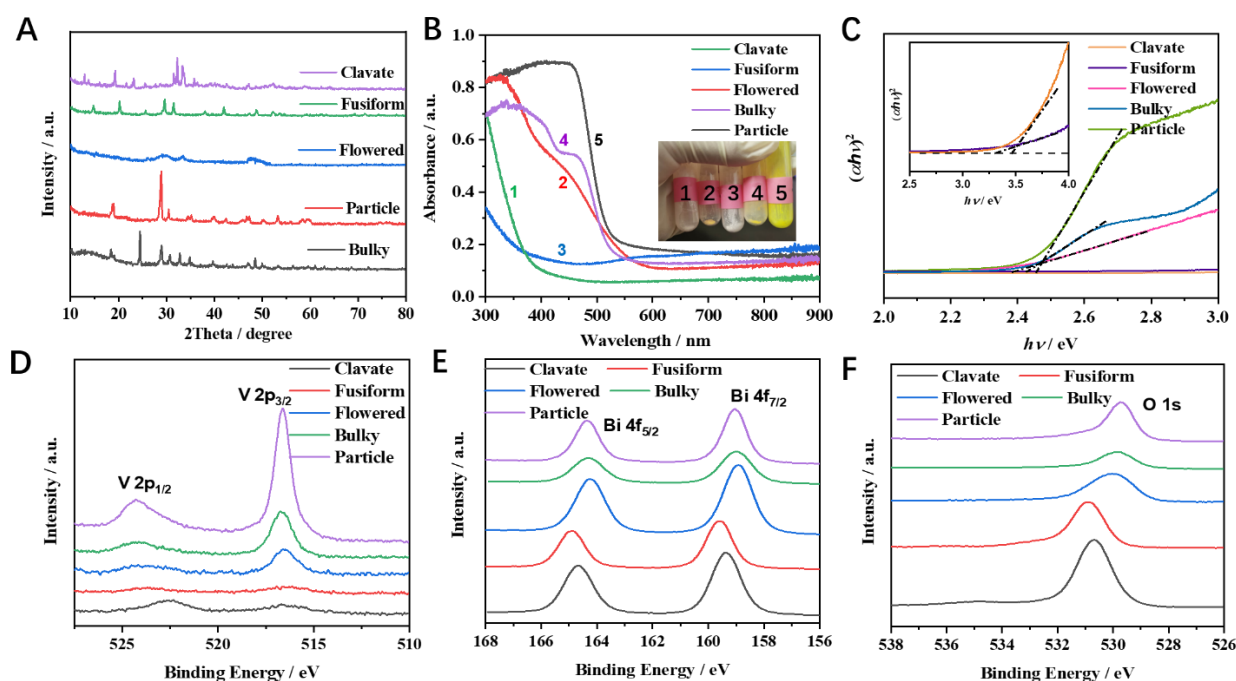 A
Intensity / a.u.
Clavate
Fusiform
Flowered
Particle
Bulky
10 20 30 40 50 60 70 80
2Theta / degree
B
Absorbance / a.u.
1.0
0.8
0.6
0.4
0.2
0.0
Clavate
Fusiform
Flowered
Bulky
Particle
1
2
3
4
5
1 2 3 4 5
300 400 500 600 700 800 900
Wavelength / nm
C
(αhν)²
Clavate
Fusiform
Flowered
Bulky
Particle
(αhν)²
2.5 3.0 3.5 4.0
hν / eV
2.0 2.2 2.4 2.6 2.8 3.0
hν / eV
D
Intensity / a.u.
Clavate
Fusiform
Flowered
Bulky
Particle
V 2p3/2
V 2p1/2
525 520 515 510
Binding Energy / eV
E
Intensity / a.u.
Clavate Fusiform
Flowered Bulky
Particle
Bi 4f7/2
Bi 4f5/2
168 166 164 162 160 158 156
Binding Energy / eV
F
Intensity / a.u.
Clavate Fusiform
Flowered Bulky
Particle
O 1s
538 536 534 532 530 528 526
Binding Energy / eV